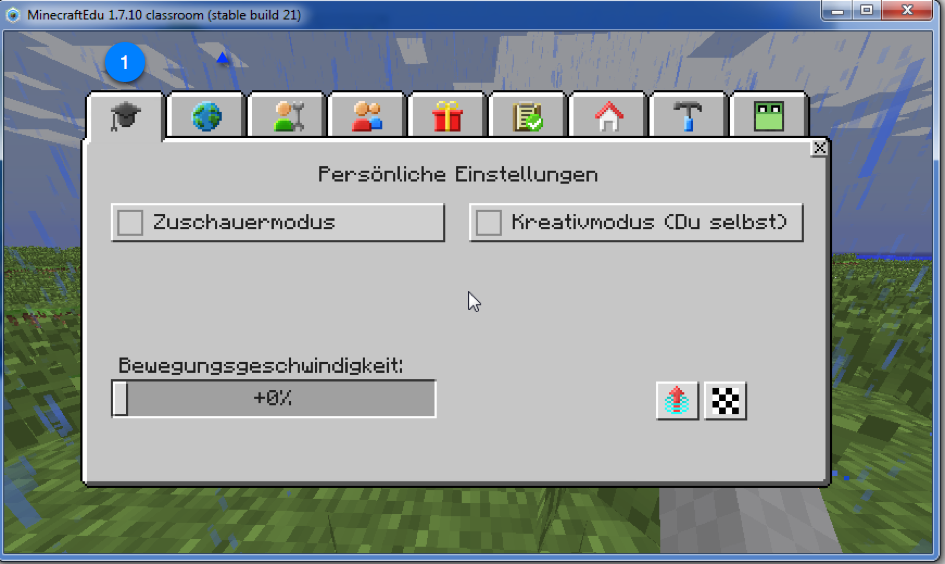 MinecraftEdu 1.7.10 classroom (stable build 21)
1
Persönliche Einstellungen
Zuschauermodus
Kreativmodus (Du selbst)
Bewegungsgeschwindigkeit:
+0%